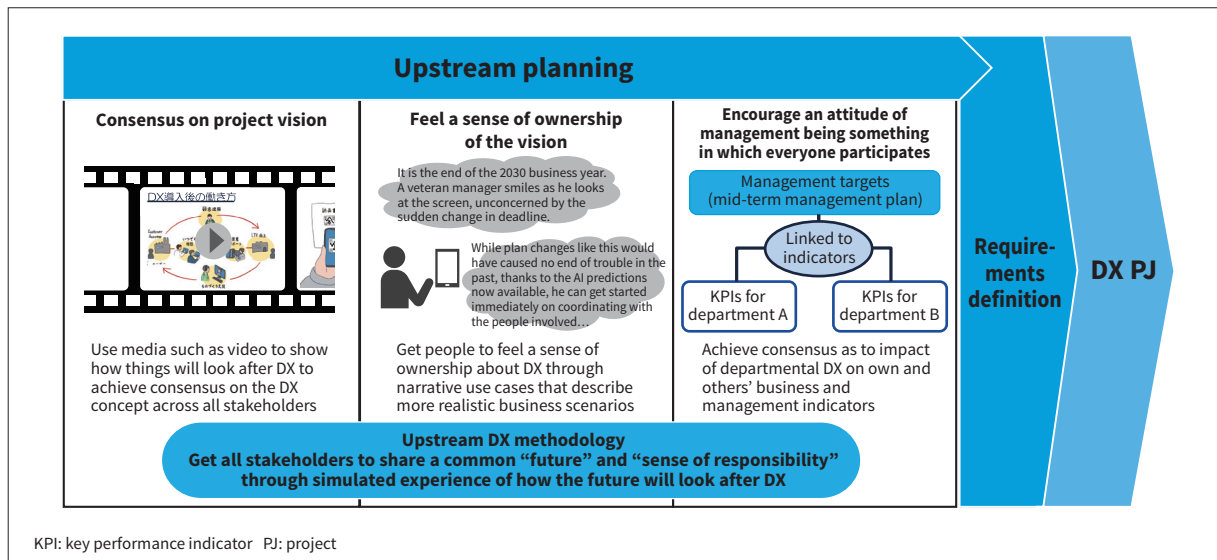 Upstream planning
Consensus on project vision
DX導入後の働き方
Use media such as video to show
how things will look after DX to
achieve consensus on the DX
concept across all stakeholders
Feel a sense of ownership
of the vision
It is the end of the 2030 business year.
A veteran manager smiles as he looks
at the screen, unconcerned by the
sudden change in deadline.
While plan changes like this would
have caused no end of trouble in the
past, thanks to the AI predictions
now available, he can get started
immediately on coordinating with
the people involved…
Get people to feel a sense of
ownership about DX through
narrative use cases that describe
more realistic business scenarios
Encourage an attitude of
management being something
in which everyone participates
Management targets
(mid-term management plan)
Linked to
indicators
KPIs for
department A
KPIs for
department B
Achieve consensus as to impact
of departmental DX on own and
others’ business and
management indicators
Upstream DX methodology
Get all stakeholders to share a common “future” and “sense of responsibility”
through simulated experience of how the future will look after DX
Require-
ments
definition
DX PJ
KPI: key performance indicator PJ: project